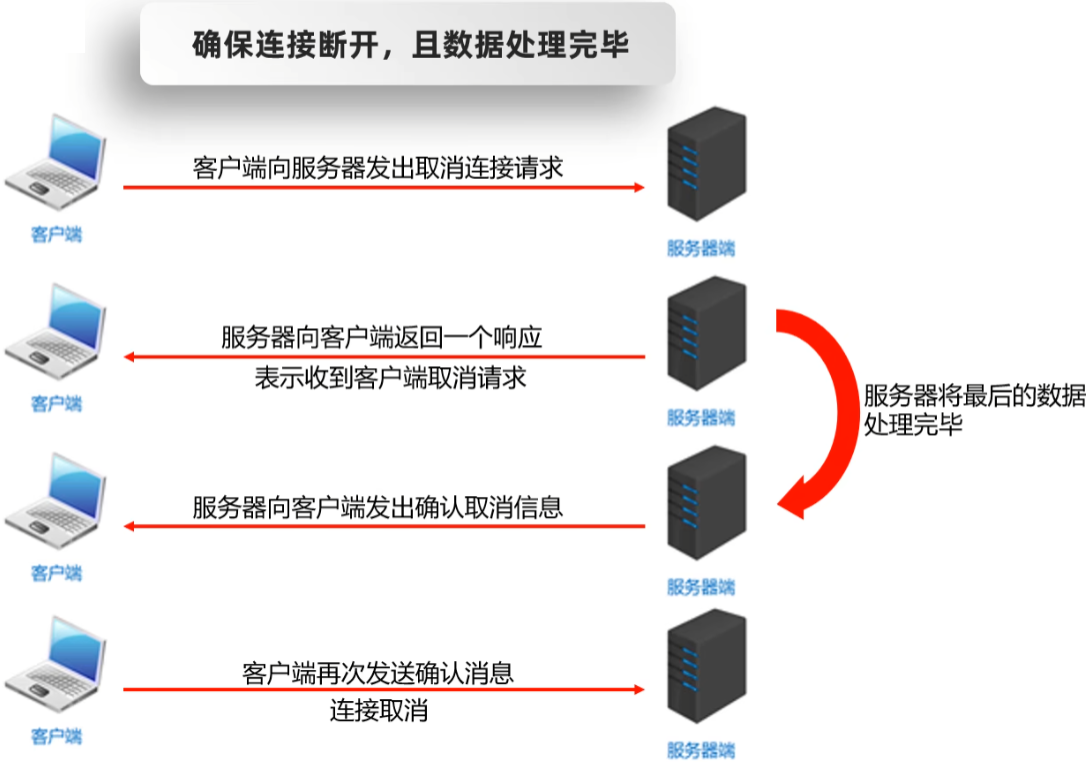 确保连接断开，且数据处理完毕
客户端向服务器发出取消连接请求
客户端
服务器端
服务器向客户端返回一个响应
表示收到客户端取消请求
客户端
服务器端
服务器将最后的数据
处理完毕
服务器向客户端发出确认取消信息
客户端
服务器端
客户端再次发送确认消息
连接取消
客户端
服务器端